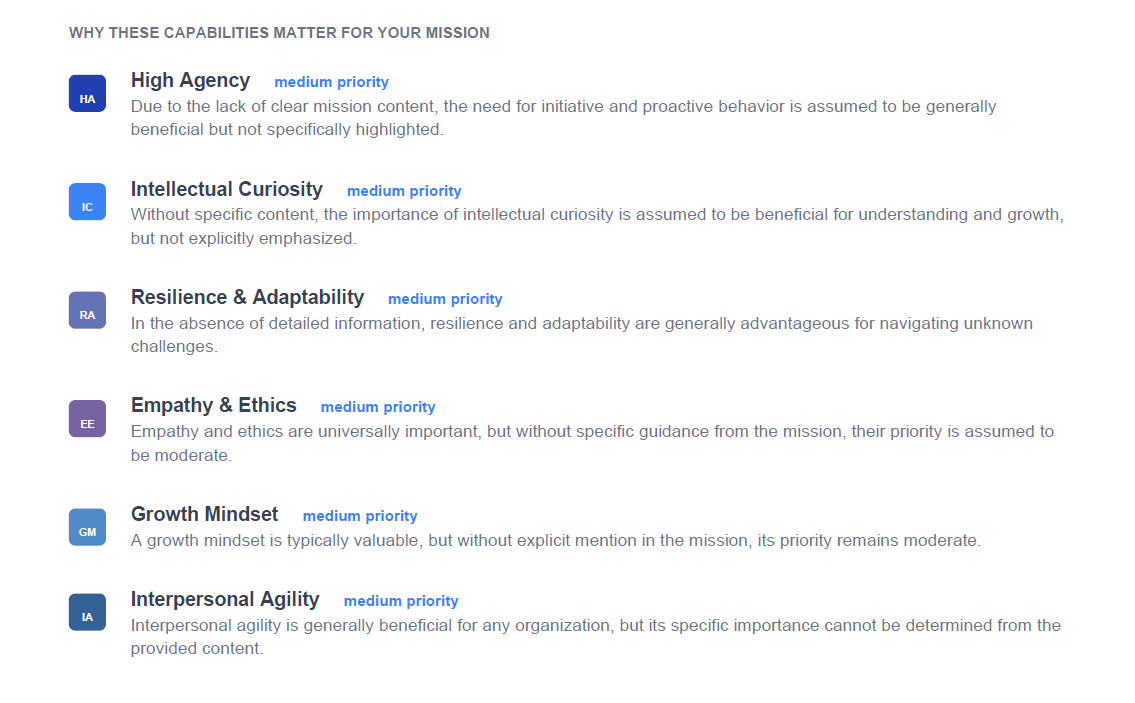 WHY THESE CAPABILITIES MATTER FOR YOUR MISSION
High Agency medium priority
HA
Due to the lack of clear mission content, the need for initiative and proactive behavior is assumed to be generally
beneficial but not specifically highlighted.
Intellectual Curiosity medium priority
IC
Without specific content, the importance of intellectual curiosity is assumed to be beneficial for understanding and growth,
but not explicitly emphasized.
Resilience & Adaptability medium priority
RA
In the absence of detailed information, resilience and adaptability are generally advantageous for navigating unknown
challenges.
Empathy & Ethics medium priority
EE
Empathy and ethics are universally important, but without specific guidance from the mission, their priority is assumed to
be moderate.
Growth Mindset medium priority
GM
A growth mindset is typically valuable, but without explicit mention in the mission, its priority remains moderate.
Interpersonal Agility medium priority
IA
Interpersonal agility is generally beneficial for any organization, but its specific importance cannot be determined from the
provided content.